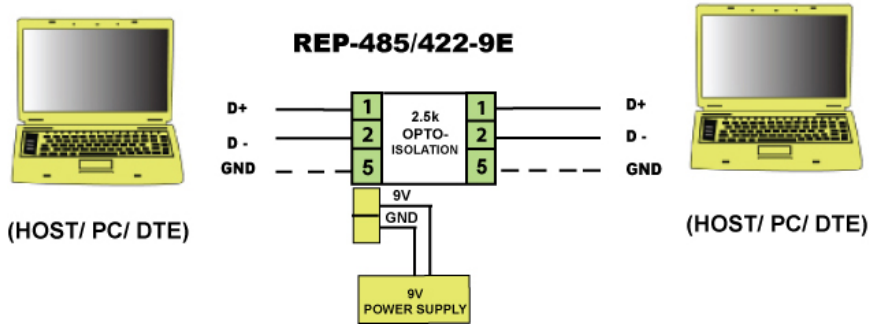 REP-485/422-9E
D+
D -
GND
1
2
5
2.5k
OPTO-
ISOLATION
1
2
5
D+
D -
GND
9V
GND
(HOST/ PC/ DTE)
(HOST/ PC/ DTE)
9V
POWER SUPPLY